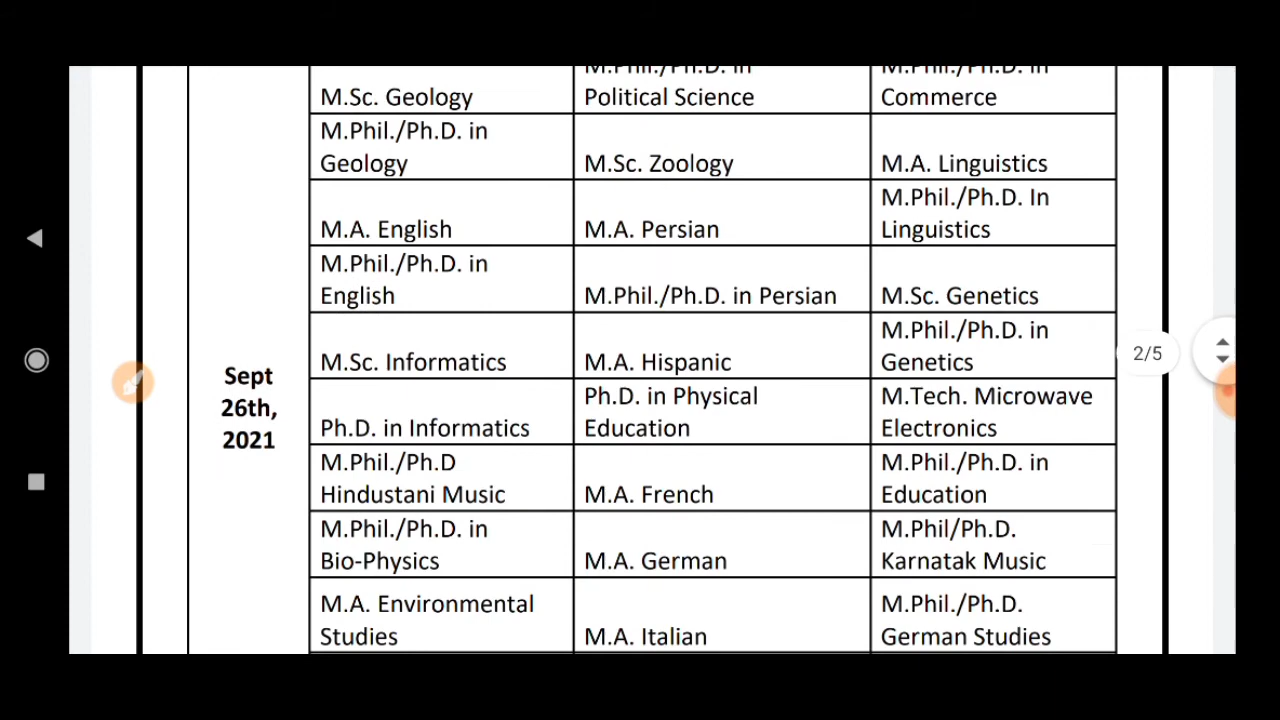 M.Phil./Ph.D. in
M.Phil./Ph.D. in
M.Sc. Geology
Political Science
Commerce
M.Phil./Ph.D. in
Geology
M.Sc. Zoology
M.A. Linguistics
M.A. English
M.A. Persian
M.Phil./Ph.D. In
Linguistics
M.Phil./Ph.D. in
English
M.Phil./Ph.D. in Persian
M.Sc. Genetics
M.Sc. Informatics
M.A. Hispanic
M.Phil./Ph.D. in
Genetics
2/5
Sept
26th,
2021
Ph.D. in Informatics
Ph.D. in Physical
Education
M.Tech. Microwave
Electronics
M.Phil./Ph.D
Hindustani Music
M.A. French
M.Phil./Ph.D. in
Education
M.Phil./Ph.D. in
Bio-Physics
M.A. German
M.Phil/Ph.D.
Karnatak Music
M.A. Environmental
Studies
M.A. Italian
M.Phil./Ph.D.
German Studies